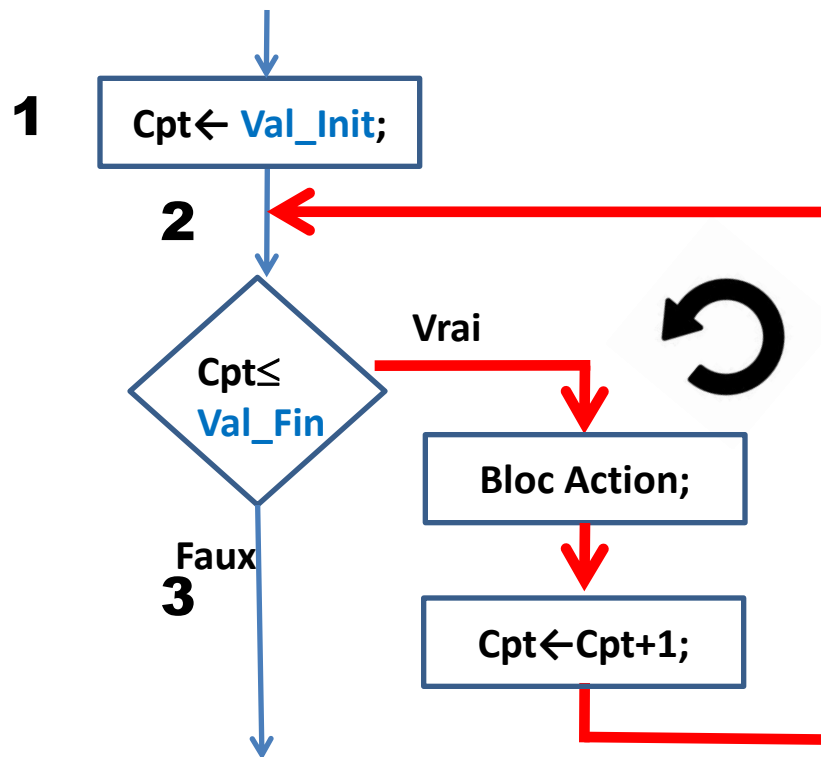 1
Cpt← Val_Init;
2
Vrai
Cpt≤
Val_Fin
Bloc Action;
Faux
3
Cpt←Cpt+1;